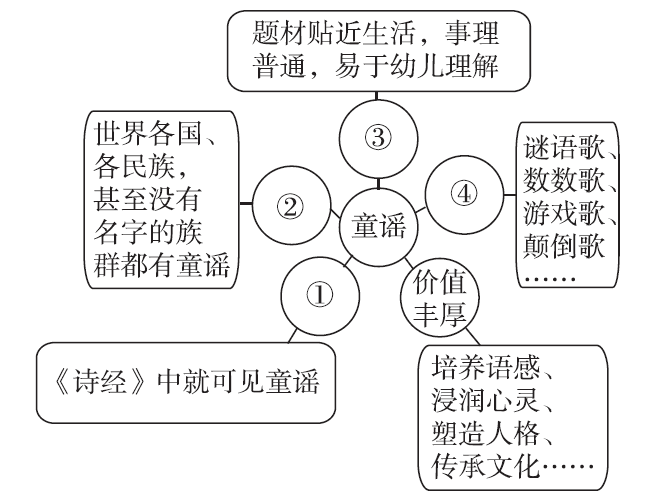 题材贴近生活，事理
普通，易于幼儿理解
③
世界各国、
各民族，
甚至没有
名字的族
群都有童谣
②
④
谜语歌、
数数歌、
游戏歌、
颠倒歌
……
童谣
①
价值
丰厚
《诗经》中就可见童谣
培养语感、
浸润心灵、
塑造人格、
传承文化……